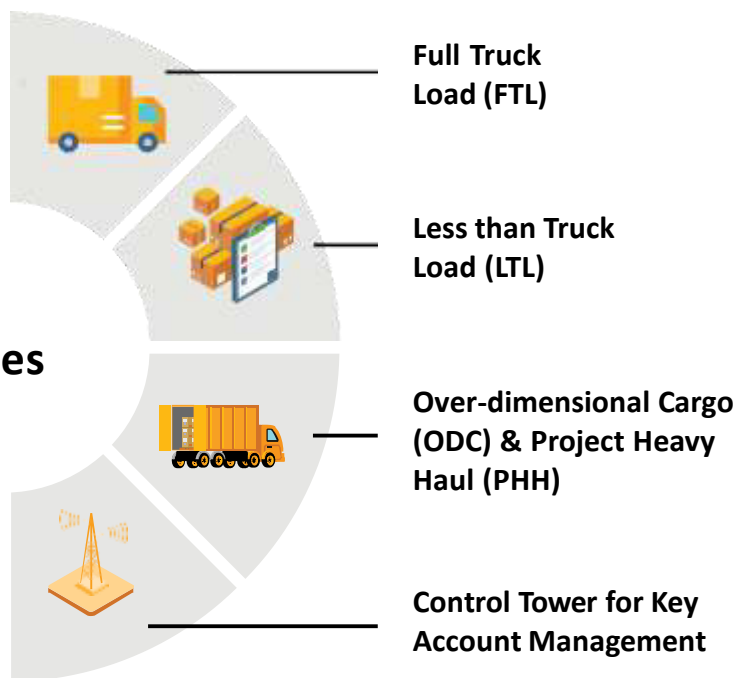 Full Truck
Load (FTL)
Less than Truck
Load (LTL)
es
Over-dimensional Cargo
(ODC) & Project Heavy
Haul (PHH)
Control Tower for Key
Account Management